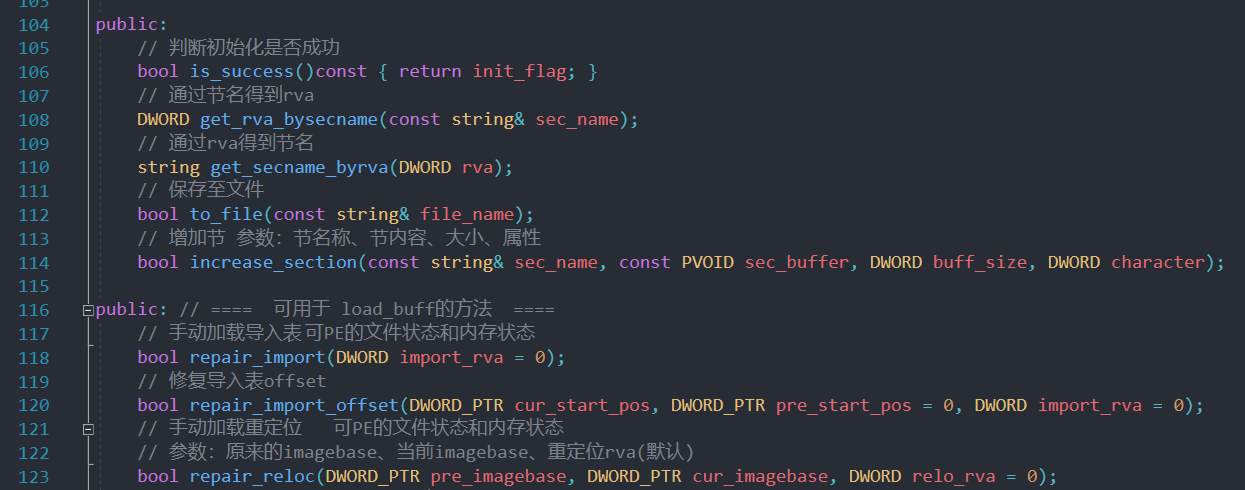 103
104 public:
105 // 判断初始化是否成功
106 bool is_success()const { return init_flag; }
107 // 通过节名得到rva
108 DWORD get_rva_bysecname(const string& sec_name);
109 // 通过rva得到节名
110 string get_secname_byrva(DWORD rva);
111 // 保存至文件
112 bool to_file(const string& file_name);
113 // 增加节 参数: 节名称、节内容、大小、属性
114 bool increase_section(const string& sec_name, const PVOID sec_buffer, DWORD buff_size, DWORD character);
115
116 public: // ==== 可用于 load_buff的方法 ====
117 // 手动加载导入表 可PE的文件状态和内存状态
118 bool repair_import(DWORD import_rva = 0);
119 // 修复导入表offset
120 bool repair_import_offset(DWORD_PTR cur_start_pos, DWORD_PTR pre_start_pos = 0, DWORD import_rva = 0);
121 // 手动加载重定位 可PE的文件状态和内存状态
122 // 参数: 原来的imagebase、当前imagebase、重定位rva(默认)
123 bool repair_reloc(DWORD_PTR pre_imagebase, DWORD_PTR cur_imagebase, DWORD relo_rva = 0);